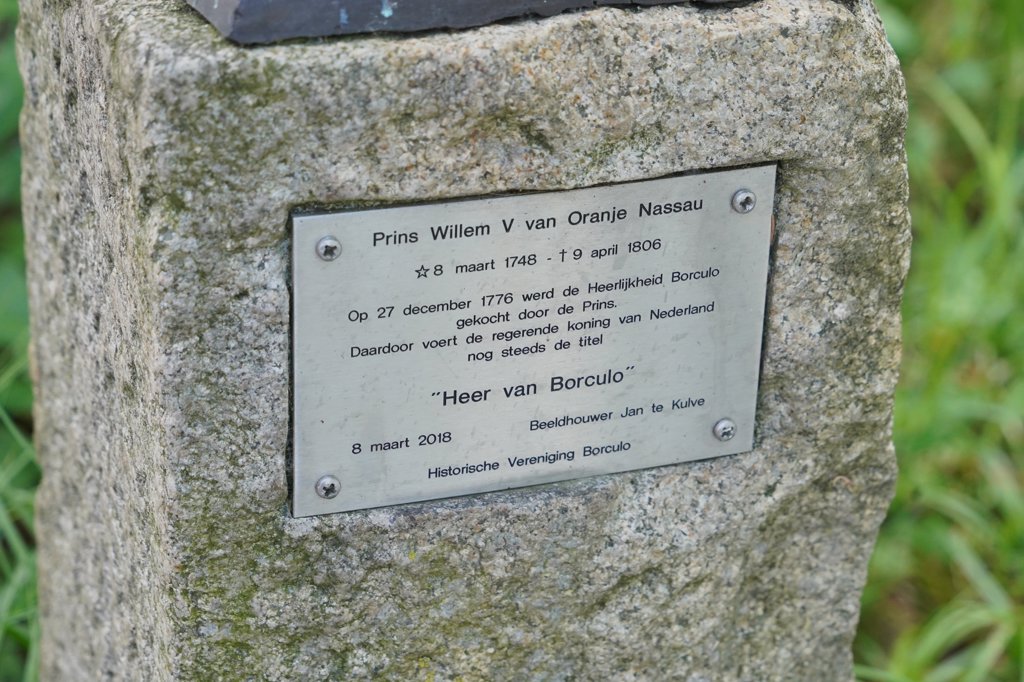 Prins Willem V van Oranje Nassau
☆ 8 maart 1748 - † 9 april 1806
Op 27 december 1776 werd de Heerlijkheid Borculo
gekocht door de Prins.
Daardoor voert de regerende koning van Nederland
nog steeds de titel
˝Heer van Borculo˝
Beeldhouwer Jan te Kulve
8 maart 2018
Historische Vereniging Borculo